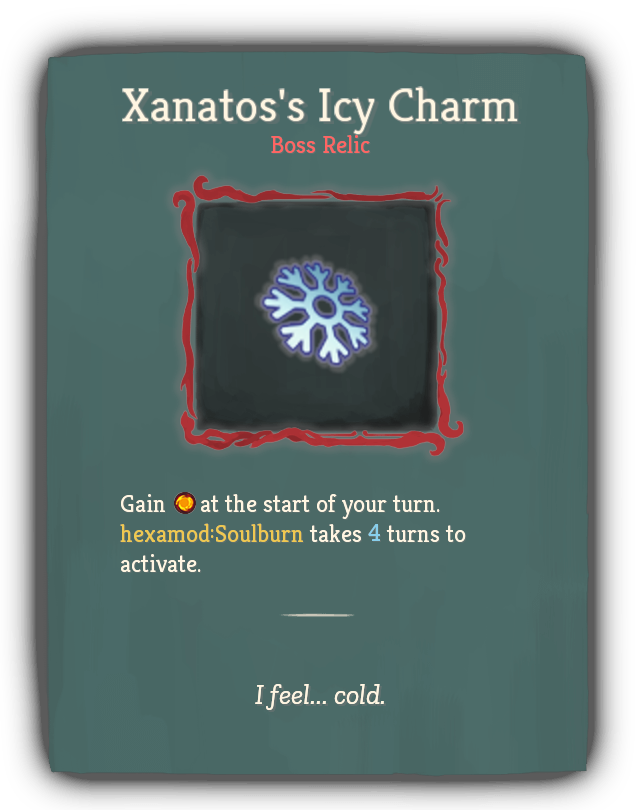 Xanatos's Icy Charm
Boss Relic
Gain at the start of your turn.
hexamod:Soulburn takes 4 turns to
activate.
I feel... cold.